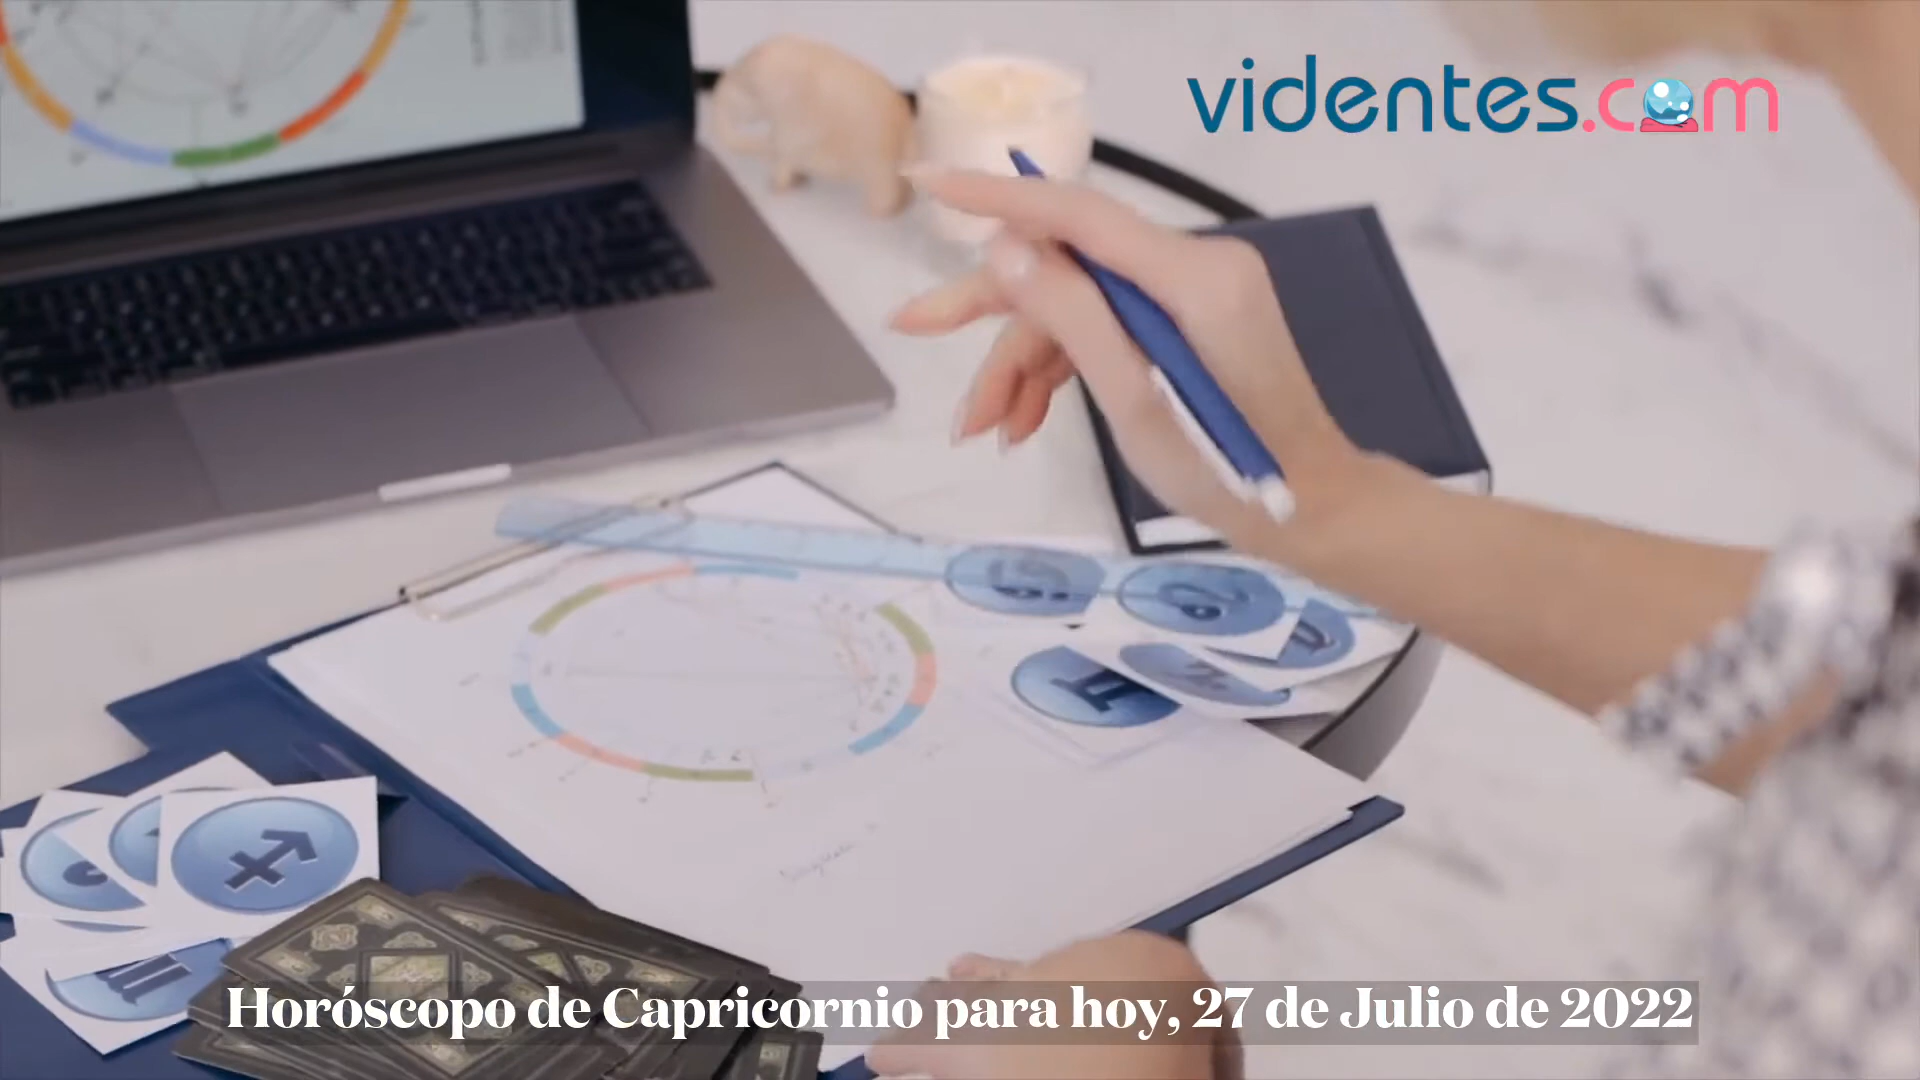 videntes.com
Horóscopo de Capricornio para hoy, 27 de Julio de 2022